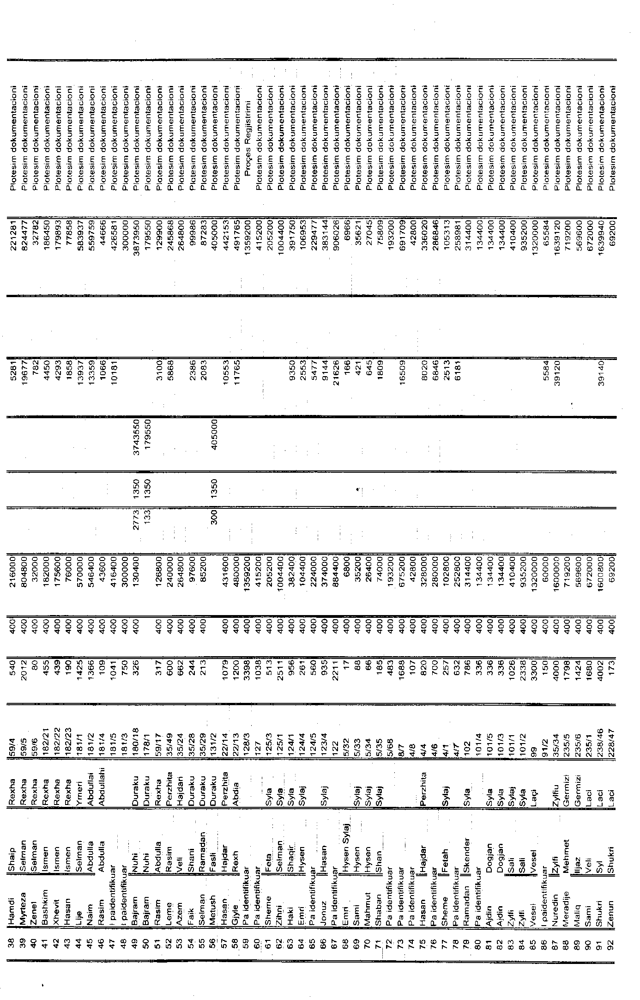 38 Hamdi Shaip Rexha 59/4 540 400 216000 5281 221281 Plotesim dokumentacioni
39 Myrteza Selman Rexha 59/5 2012 400 804800 19677 824477 Plotesim dokumentacioni
40 Zenel Selman Rexha 59/6 80 400 32000 782 32782 Plotesim dokumentacioni
41 Bashkim Ismen Rexha 182/21 455 400 182000 4450 186450 Plotesim dokumentacioni
42 Xhevit Ismen Rexha 182/22 439 400 175600 4293 179893 Plotesim dokumentacioni
43 Hasan Ismen Rexha 182/23 190 400 76000 1858 77858 Plotesim dokumentacioni
44 Lije Selman Ymeri 181/1 1425 400 570000 13937 583937 Plotesim dokumentacioni
45 Naim Abdulla Abdullai 181/2 1366 400 546400 13359 559759 Plotesim dokumentacioni
46 Rasim Abdulla Abdullahi 181/4 109 400 43600 1066 44666 Plotesim dokumentacioni
47 I paidentifikuar 181/5 1041 400 416400 10181 426581 Plotesim dokumentacioni
48 I paidentifikuar 181/3 750 400 300000 300000 Plotesim dokumentacioni
49 Bajram Nuhi Duraku 180/18 326 400 130400 2773 1350 3743550 3873950 Plotesim dokumentacioni
50 Bajram Nuhi Duraku 178/1 133 1350 179550 179550 Plotesim dokumentacioni
51 Rasim Abdulla Rexha 59/17 317 400 126800 3100 129900 Plotesim dokumentacioni
52 Leme Rasim Perzhita 35/49 600 400 240000 5868 245868 Plotesim dokumentacioni
53 Azem Veli Hajdari 35/24 662 400 264800 264800 Plotesim dokumentacioni
54 Faik Shani Duraku 35/28 244 400 97600 2386 99986 Plotesim dokumentacioni
55 Selman Ramadan Duraku 35/29 213 400 85200 2083 87283 Plotesim dokumentacioni
56 Metush Fasli Duraku 131/2 300 1350 405000 405000 Plotesim dokumentacioni
57 Hasan Hajdar Perzhita 22/14 1079 400 431600 10553 442153 Plotesim dokumentacioni
58 Gjyle Rexh Abdia 22/13 1200 400 480000 11765 491765 Plotesim dokumentacioni
59 Pa identifikuar 128/3 3398 400 1359200 1359200 Proçes Regjistrimi
60 Pa identifikuar 127 1038 400 415200 415200 Plotesim dokumentacioni
61 Sheme Feta Syla 125/3 513 400 205200 205200 Plotesim dokumentacioni
62 Zihni Selman Syla 125/1 2511 400 1004400 1004400 Plotesim dokumentacioni
63 Haki Shaqir Syla 124/1 956 400 382400 9350 391750 Plotesim dokumentacioni
64 Emri Hysen Sylaj 124/4 261 400 104400 2553 106953 Plotesim dokumentacioni
65 Pa identifikuar 124/5 560 400 224000 5477 229477 Plotesim dokumentacioni
66 Jonuz Hasan Sylaj 123/4 935 400 374000 9144 383144 Plotesim dokumentacioni
67 Pa identifikuar 122 2211 400 884400 21626 906026 Plotesim dokumentacioni
68 Emri Hysen Sylaj 5/32 17 400 6800 166 6966 Plotesim dokumentacioni
69 Sami Hysen Sylaj 5/33 88 400 35200 421 35621 Plotesim dokumentacioni
70 Mahmut Hysen Sylaj 5/34 66 400 26400 645 27045 Plotesim dokumentacioni
71 Shaban Shan Sylaj 5/35 185 400 74000 1809 75809 Plotesim dokumentacioni
72 Pa identifikuar 5/68 483 400 193200 193200 Plotesim dokumentacioni
73 Pa identifikuar 8/7 1688 400 675200 16509 691709 Plotesim dokumentacioni
74 Pa identifikuar 4/8 107 400 42800 42800 Plotesim dokumentacioni
75 Hasan Hajdar Perzhita 4/4 820 400 328000 8020 336020 Plotesim dokumentacioni
76 Pa identifikuar 4/6 700 400 280000 6846 286846 Plotesim dokumentacioni
77 Sheme Fetah Sylaj 4/1 257 400 102800 2513 105313 Plotesim dokumentacioni
78 Pa identifikuar 4/7 632 400 252800 6181 258981 Plotesim dokumentacioni
79 Ramadan Skender Syla 102 786 400 314400 314400 Plotesim dokumentacioni
80 Pa identifikuar 101/4 336 400 134400 134400 Plotesim dokumentacioni
81 Ajdin Dogjan Syla 101/5 336 400 134400 134400 Plotesim dokumentacioni
82 Ajdin Dogjan Syla 101/3 336 400 134400 134400 Plotesim dokumentacioni
83 Zylfi Sali Sylaj 101/1 1026 400 410400 410400 Plotesim dokumentacioni
84 Zylfi Sali Syla 101/2 2338 400 935200 935200 Plotesim dokumentacioni
85 Vesel Vesel Laçi 99 3300 400 1320000 1320000 Plotesim dokumentacioni
86 I paidentifikuar 91/2 150 400 60000 5584 65584 Plotesim dokumentacioni
87 Nuredin Zylfi Zylfiu 35/34 4000 400 1600000 39120 1639120 Plotesim dokumentacioni
88 Meradije Mehmet Germizi 235/5 1798 400 719200 719200 Plotesim dokumentacioni
89 Maliq Iljaz Germizi 235/6 1424 400 569600 569600 Plotesim dokumentacioni
90 Sami Veli Laci 235/1 1680 400 672000 672000 Plotesim dokumentacioni
91 Shukri Syl Laci 238/46 4002 400 1600800 39140 1639940 Plotesim dokumentacioni
92 Zenun Shukri Laci 228/47 173 400 69200 69200 Plotesim dokumentacioni